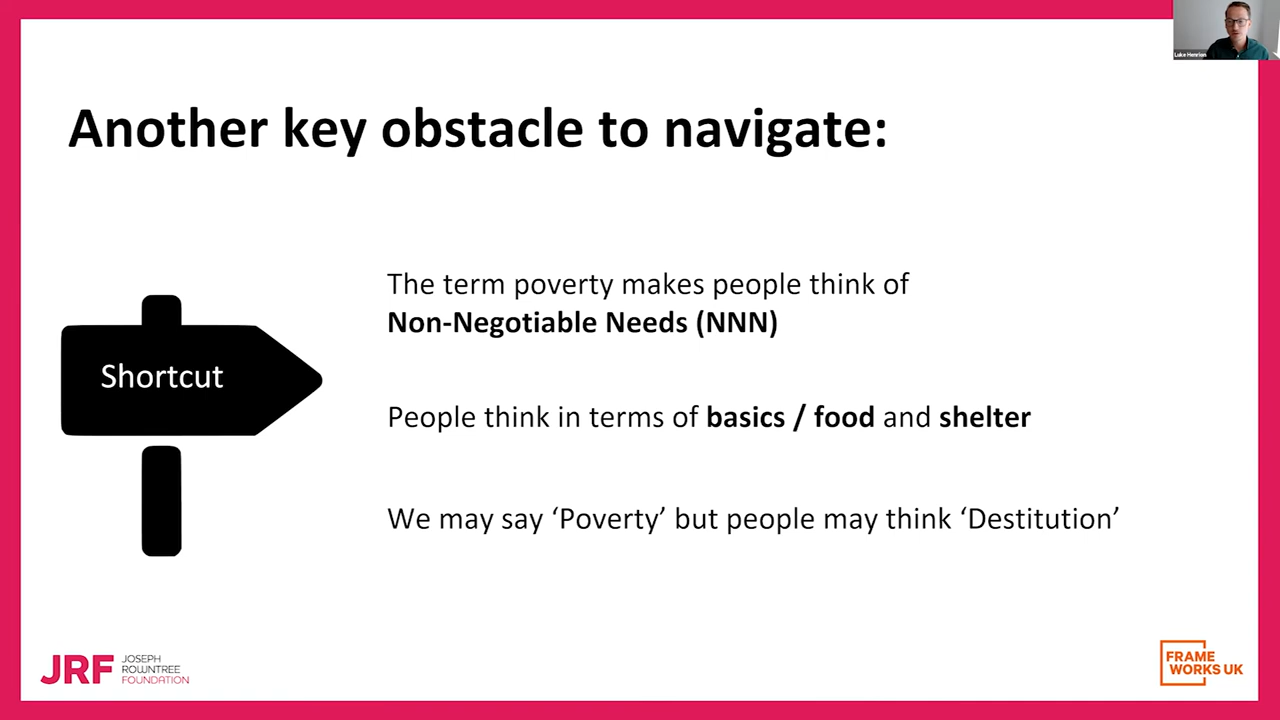 Luke Henrion
Another key obstacle to navigate:
The term poverty makes people think of
Non-Negotiable Needs (NNN)
Shortcut
People think in terms of basics / food and shelter
We may say ‘Poverty’ but people may think ‘Destitution’
JRF
JOSEPH
ROWNTREE
FOUNDATION
FRAME
WORKS UK